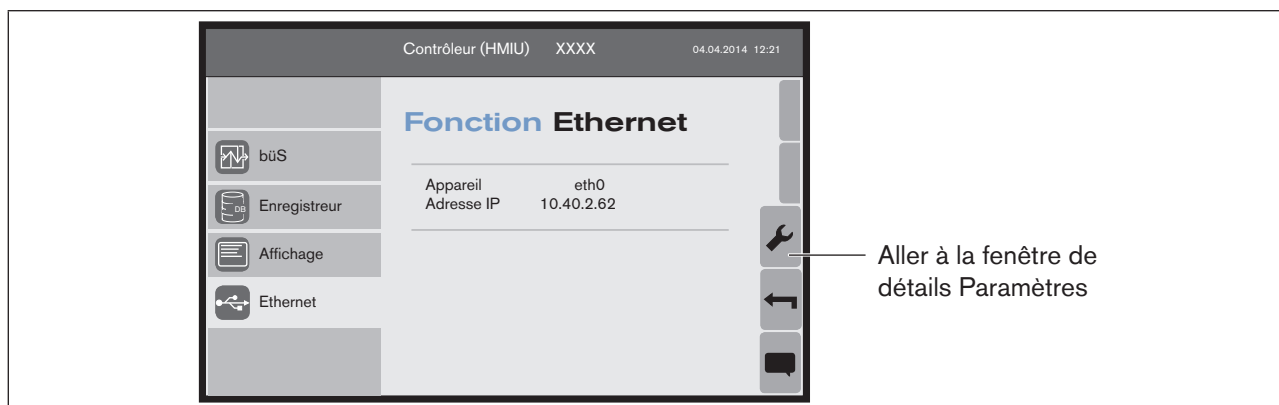 Contrôleur (HMIU) XXXX 04.04.2014 12:21
Fonction Ethernet
büS
Enregistreur
DB
Affichage
Ethernet
Appareil eth0
Adresse IP 10.40.2.62
Aller à la fenêtre de
détails Paramètres